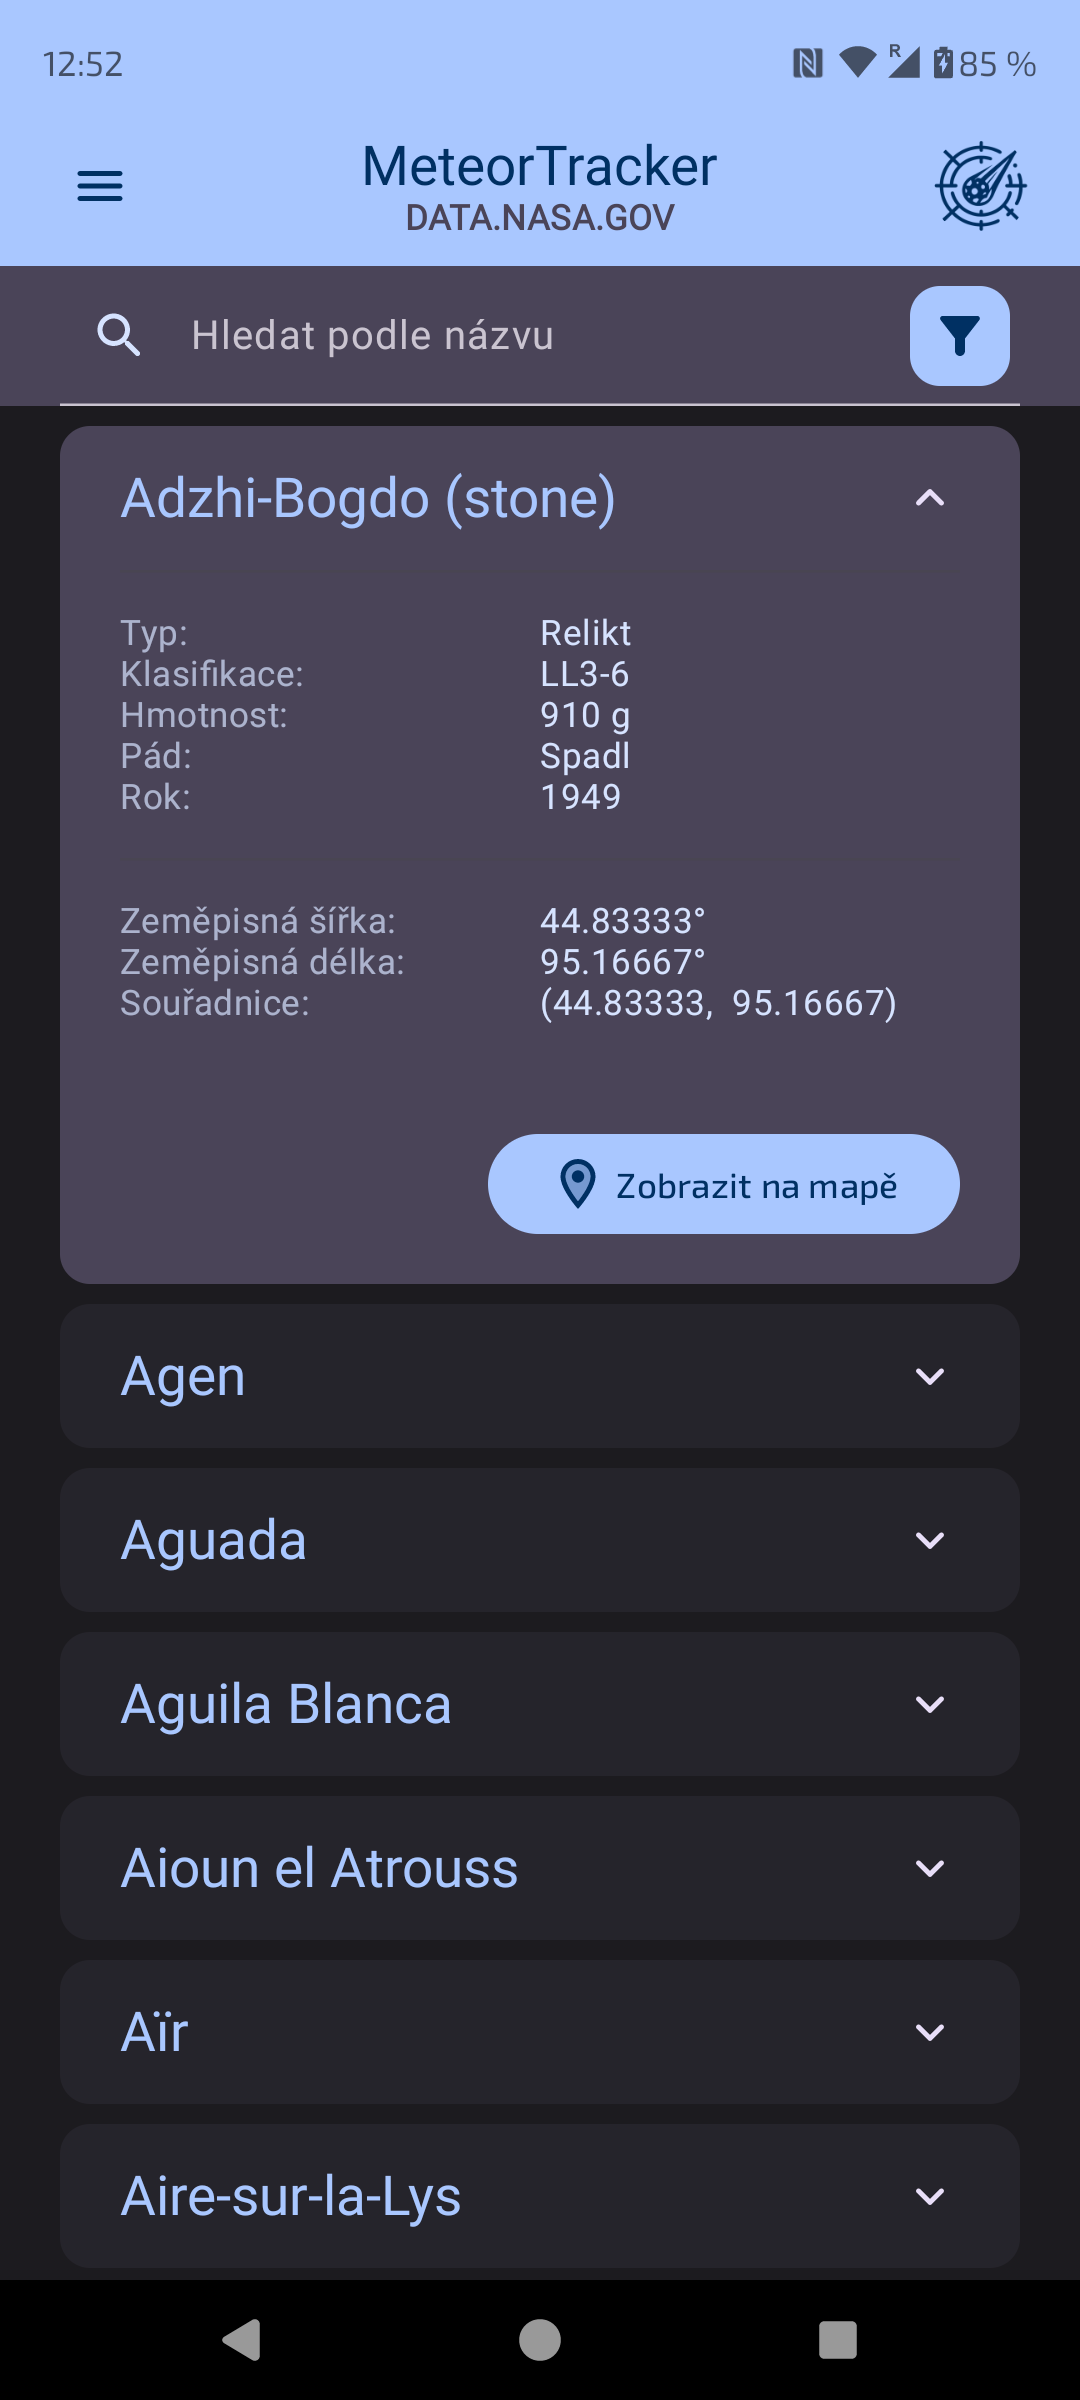 12:52
R
85 %
MeteorTracker
DATA.NASA.GOV
Hledat podle názvu
Adzhi-Bogdo (stone)
Typ: Relikt
Klasifikace: LL3-6
Hmotnost: 910 g
Pád: Spadl
Rok: 1949
Zeměpisná šířka: 44.83333°
Zeměpisná délka: 95.16667°
Souřadnice: (44.83333, 95.16667)
Zobrazit na mapě
Agen
Aguada
Aguila Blanca
Aioun el Atrouss
Aïr
Aire-sur-la-Lys